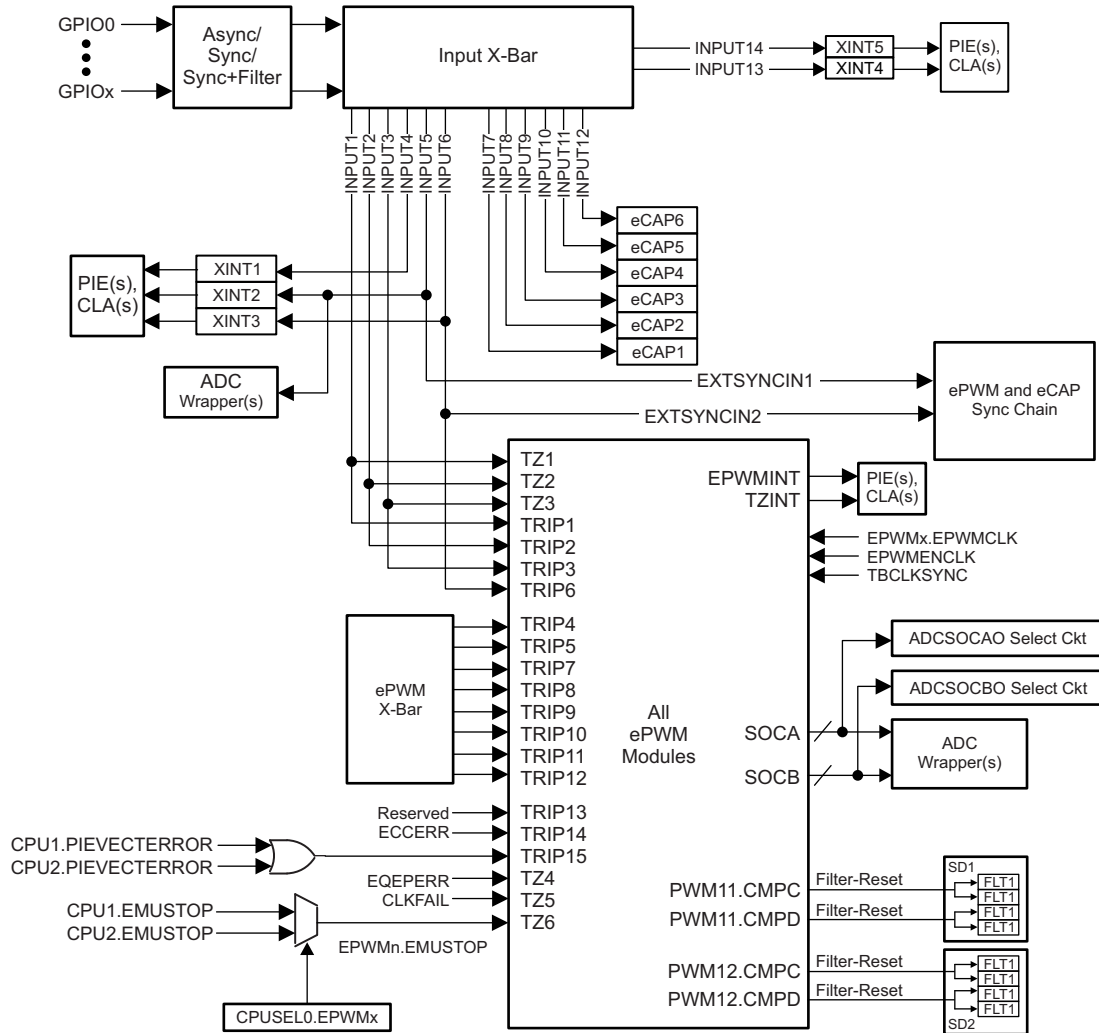 GPIO0
GPIOx
Async/
Sync/
Sync+Filter
Input X-Bar
INPUT14
INPUT13
XINT5
XINT4
PIE(s),
CLA(s)
INPUT1
INPUT2
INPUT3
INPUT4
INPUT5
INPUT6
INPUT7
INPUT8
INPUT9
INPUT10
INPUT11
INPUT12
eCAP6
eCAP5
eCAP4
eCAP3
eCAP2
eCAP1
PIE(s),
CLA(s)
XINT1
XINT2
XINT3
ADC
Wrapper(s)
EXTSYNCIN1
EXTSYNCIN2
ePWM and eCAP
Sync Chain
TZ1
TZ2
TZ3
TRIP1
TRIP2
TRIP3
TRIP6
EPWMINT
TZINT
PIE(s),
CLA(s)
EPWMx.EPWMCLK
EPWMENCLK
TBCLKSYNC
ePWM
X-Bar
TRIP4
TRIP5
TRIP7
TRIP8
TRIP9
TRIP10
TRIP11
TRIP12
All
ePWM
Modules
SOCA
SOCB
ADCSOCAO Select Ckt
ADCSOCBO Select Ckt
ADC
Wrapper(s)
Reserved
ECCERR
TRIP13
TRIP14
TRIP15
CPU1.PIEVECTERROR
CPU2.PIEVECTERROR
EQEPERR
CLKFAIL
TZ4
TZ5
TZ6
CPU1.EMUSTOP
CPU2.EMUSTOP
EPWMn.EMUSTOP
CPUSEL0.EPWMx
PWM11.CMPC
PWM11.CMPD
Filter-Reset
Filter-Reset
SD1
FLT1
FLT1
FLT1
FLT1
PWM12.CMPC
PWM12.CMPD
Filter-Reset
Filter-Reset
FLT1
FLT1
FLT1
FLT1
SD2